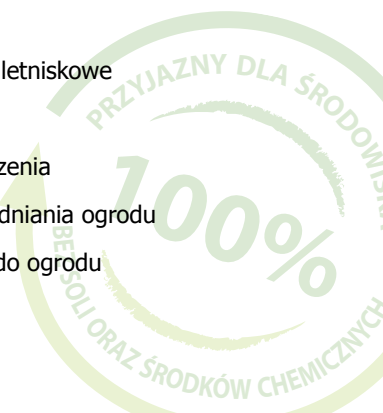 letniskowe
zenia
dniania ogrodu
do ogrodu
PRZYJAZNY DLA ŚRODOWISKA
100%
BEZ SOLI ORAZ ŚRODKÓW CHEMICZNYCH